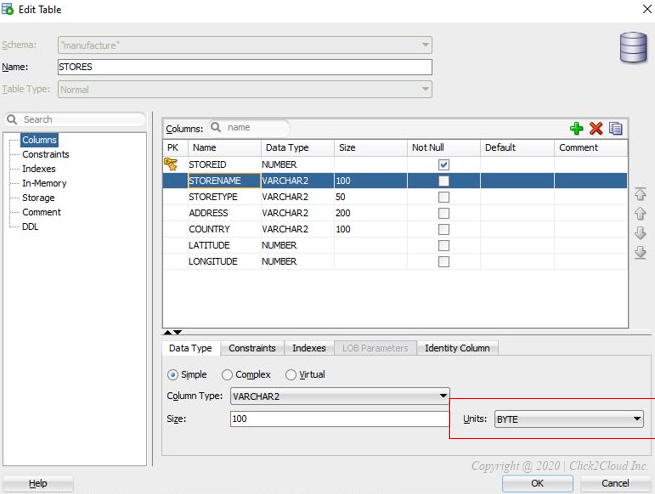 Edit Table
Schema: "manufacture"
Name: STORES
Table Type: Normal
Search
Columns
Constraints
Indexes
In-Memory
Storage
Comment
DDL
Columns: name
PK Name Data Type Size Not Null Default Comment
STOREID NUMBER
STORENAME VARCHAR2 100
STORETYPE VARCHAR2 50
ADDRESS VARCHAR2 200
COUNTRY VARCHAR2 100
LATITUDE NUMBER
LONGITUDE NUMBER
Data Type Constraints Indexes LOB Parameters Identity Column
Simple Complex Virtual
Column Type: VARCHAR2
Size: 100 Units: BYTE
Copyright @ 2020 | Click2Cloud Inc.
Help OK Cancel